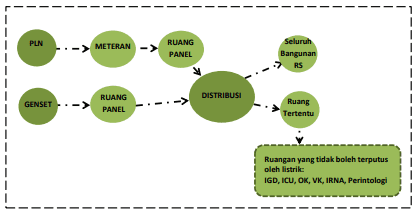 PLN
METERAN
RUANG
PANEL
Seluruh
Bangunan
RS
GENSET
RUANG
PANEL
DISTRIBUSI
Ruang
Tertentu
Ruangan yang tidak boleh terputus
oleh listrik:
IGD, ICU, OK, VK, IRNA, Perintologi